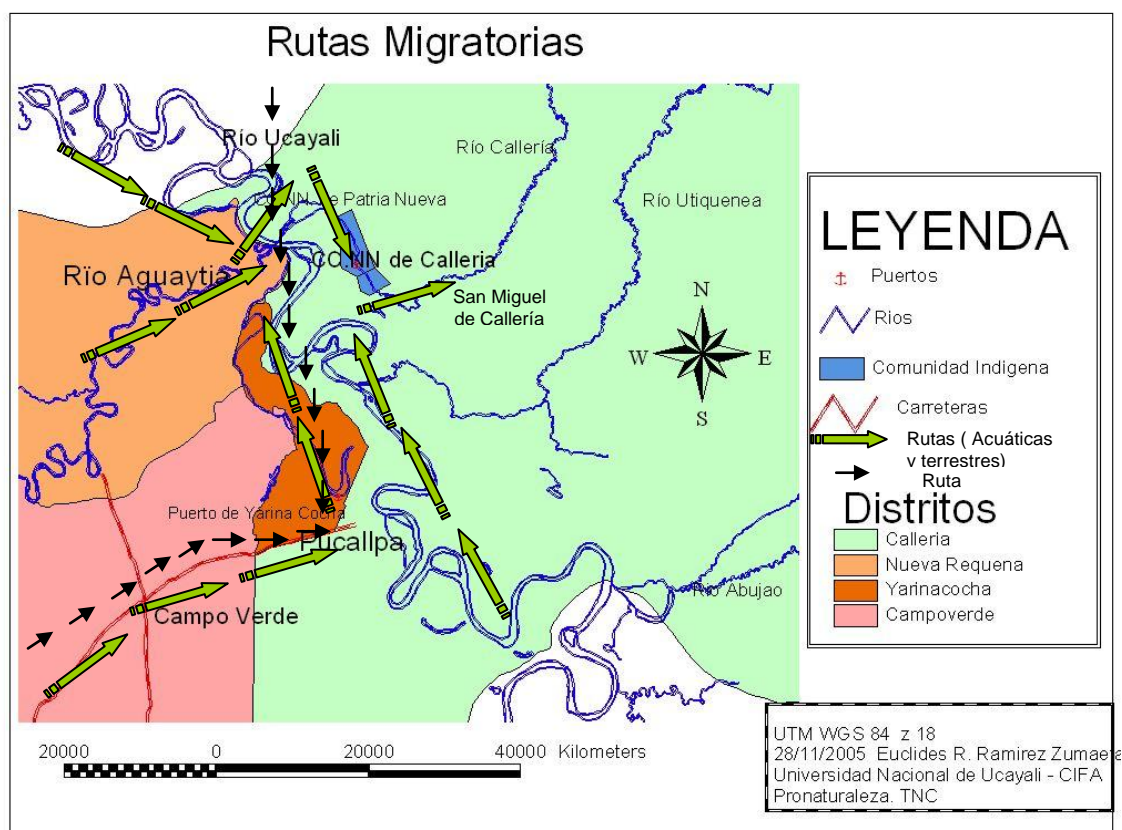 Rutas Migratorias
Río Ucayali
Río Callería
CC.NN. de Patria Nueva
Río Utiquenea
CC.NN de Calleria
Rïo Aguaytia
San Miguel
de Callería
N
W
E
S
Puerto de Yarina Cocha
Pucallpa
Campo Verde
Río Abujao
LEYENDA
Puertos
Rios
Comunidad Indigena
Carreteras
Rutas ( Acuáticas
y terrestres)
Ruta
Distritos
Calleria
Nueva Requena
Yarinacocha
Campoverde
20000 0 20000 40000 Kilometers
UTM WGS 84 z 18
28/11/2005 Euclides R. Ramirez Zumaeta
Universidad Nacional de Ucayali - CIFA
Pronaturaleza. TNC